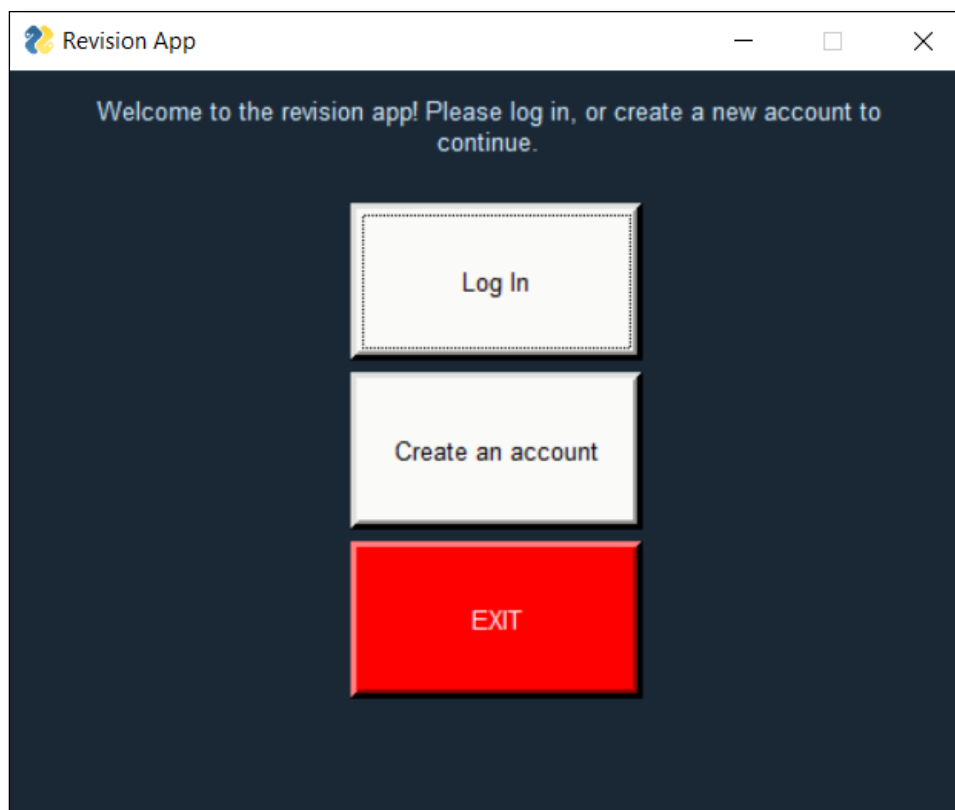 Revision App
Welcome to the revision app! Please log in, or create a new account to
continue.
Log In
Create an account
EXIT